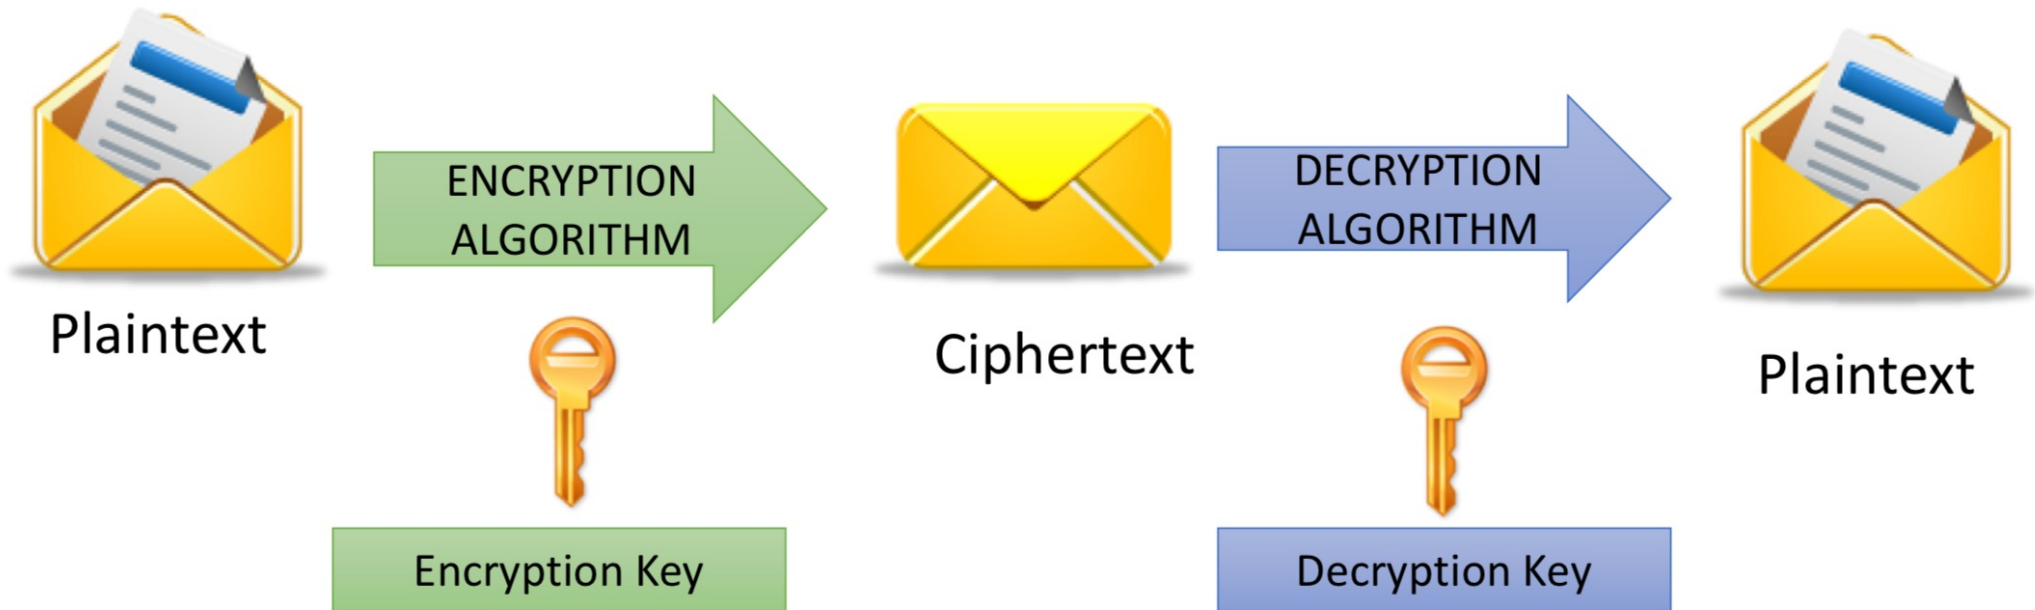 Plaintext
ENCRYPTION
ALGORITHM
Encryption Key
Ciphertext
DECRYPTION
ALGORITHM
Decryption Key
Plaintext